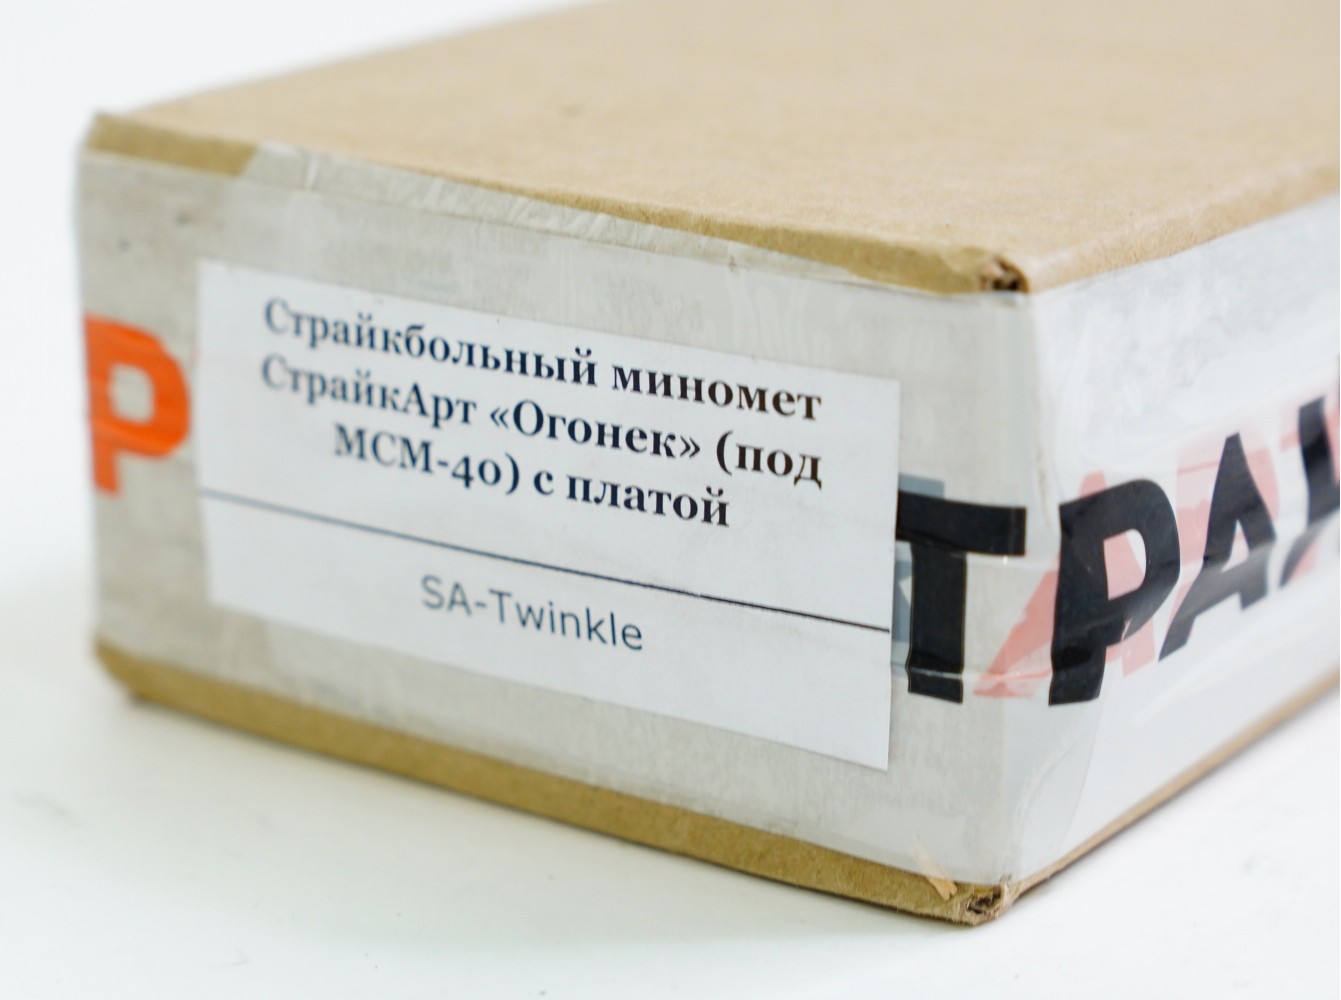 Страйкбольный миномет
СтрайкАрт «Огонек» (под
МСМ-40) с платой
SA-Twinkle
Р
ТРА